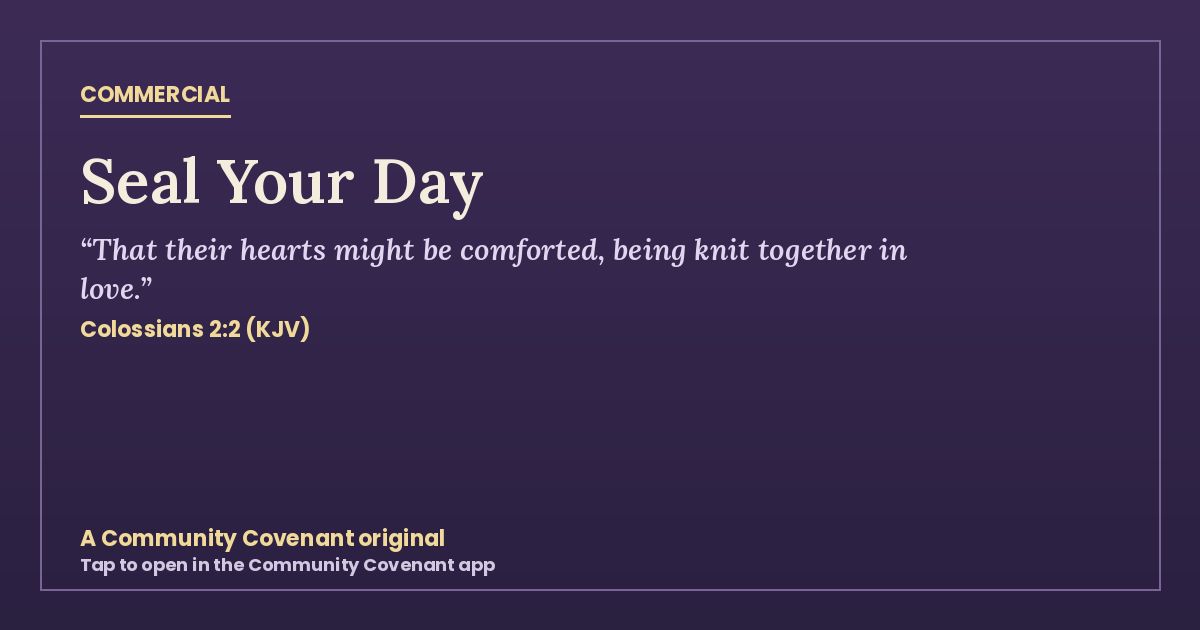 COMMERCIAL
Seal Your Day
“That their hearts might be comforted, being knit together in
love.”
Colossians 2:2 (KJV)
A Community Covenant original
Tap to open in the Community Covenant app